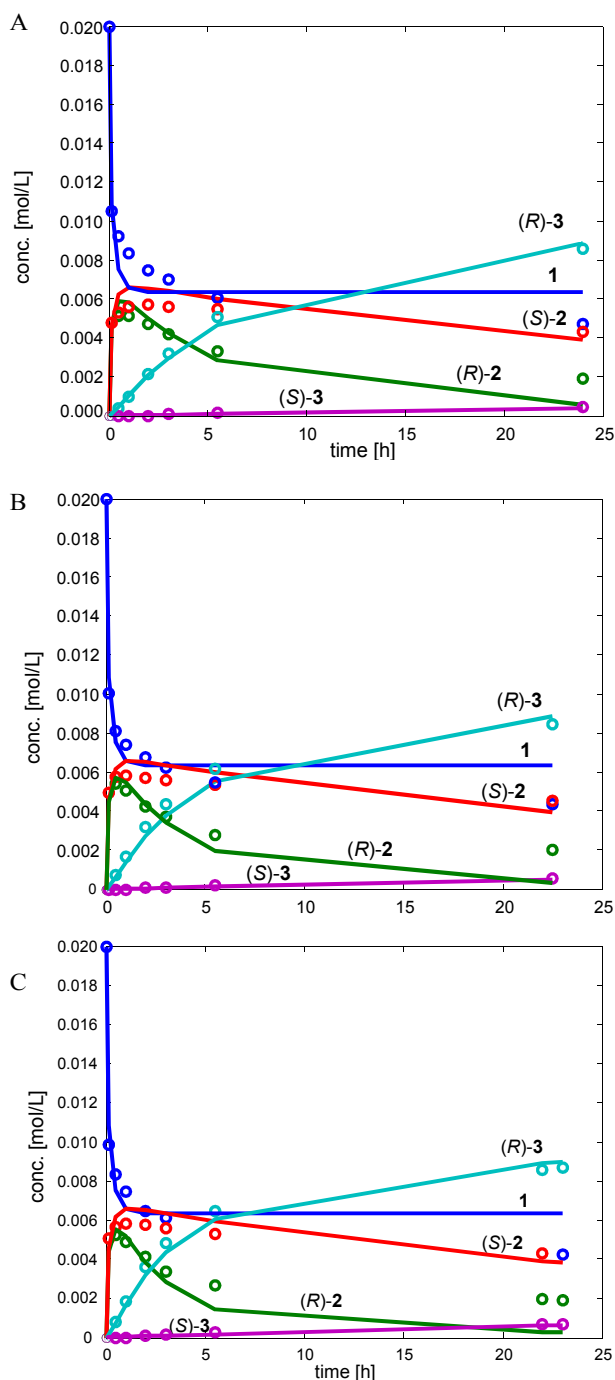 A
0.020
0.018
0.016
0.014
0.012
0.010
0.008
0.006
0.004
0.002
0.000
conc. [mol/L]
(R)-3
1
(S)-2
(R)-2
(S)-3
0 5 10 15 20 25
time [h]
B
0.020
0.018
0.016
0.014
0.012
0.010
0.008
0.006
0.004
0.002
0
conc. [mol/L]
(R)-3
1
(S)-2
(R)-2
(S)-3
0 5 10 15 20 25
C
0.020
0.018
0.016
0.014
0.012
0.010
0.008
0.006
0.004
0.002
0
conc. [mol/L]
(R)-3
1
(S)-2
(R)-2
(S)-3
0 5 10 15 20 25
time [h]